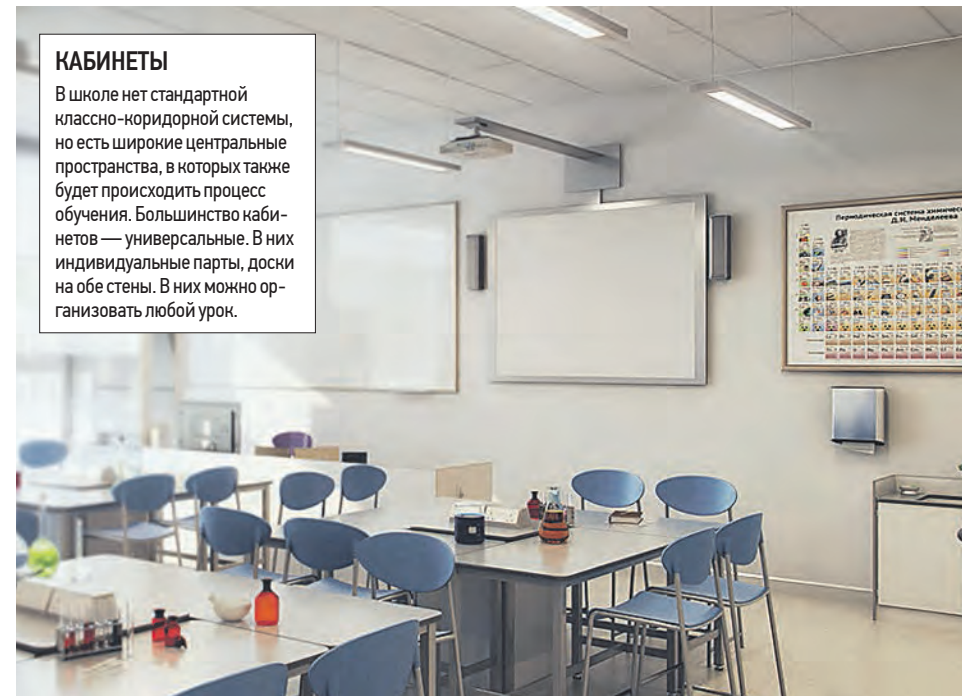 КАБИНЕТЫ
В школе нет стандартной
классно-коридорной системы,
но есть широкие центральные
пространства, в которых также
будет происходить процесс
обучения. Большинство каби-
нетов — универсальные. В них
индивидуальные парты, доски
на обе стены. В них можно ор-
ганизовать любой урок.
Периодическая система
Д. И. Менделеева